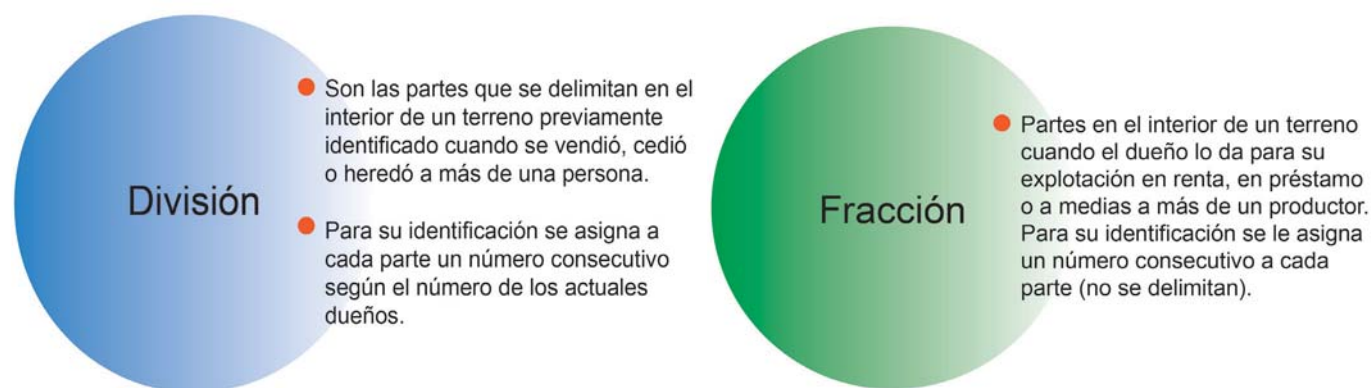 División
Son las partes que se delimitan en el
interior de un terreno previamente
identificado cuando se vendió, cedió
o heredó a más de una persona.
Para su identificación se asigna a
cada parte un número consecutivo
según el número de los actuales
dueños.
Fracción
Partes en el interior de un terreno
cuando el dueño lo da para su
explotación en renta, en préstamo
o a medias a más de un productor.
Para su identificación se le asigna
un número consecutivo a cada
parte (no se delimitan).